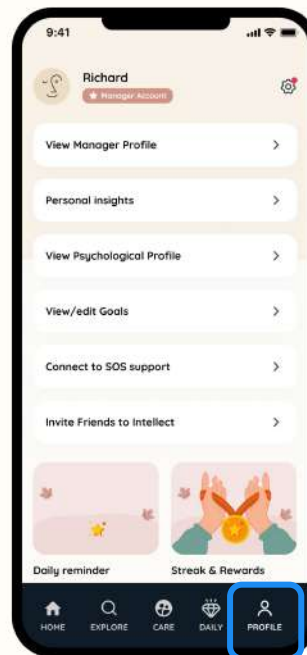 9:41
Richard
Manager Account
View Manager Profile
Personal insights
View Psychological Profile
View/edit Goals
Connect to SOS support
Invite Friends to Intellect
Daily reminder
Streak & Rewards
HOME
EXPLORE
CARE
DAILY
PROFILE